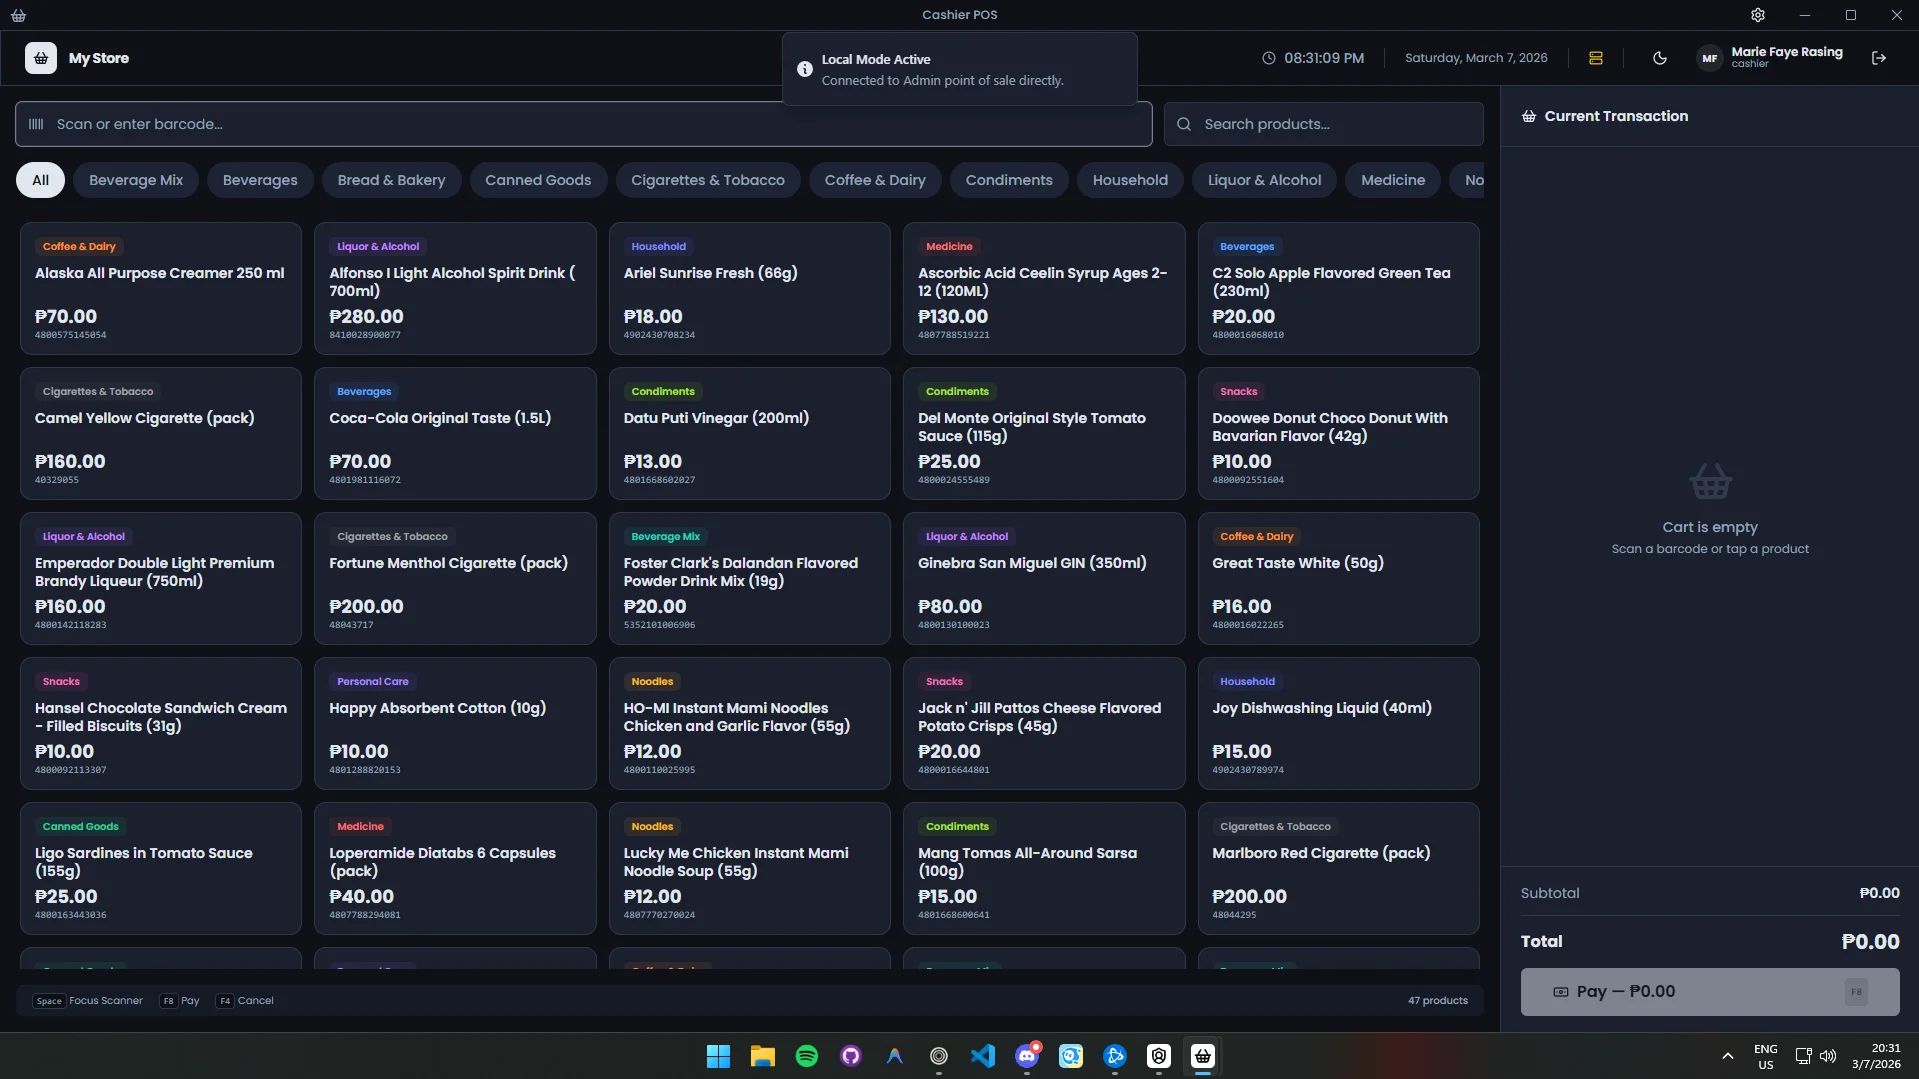 Cashier POS
My Store
Local Mode Active
Connected to Admin point of sale directly.
08:31:09 PM
Saturday, March 7, 2026
MF
Marie Faye Rasing
cashier
Scan or enter barcode...
Search products...
Current Transaction
All
Beverage Mix
Beverages
Bread & Bakery
Canned Goods
Cigarettes & Tobacco
Coffee & Dairy
Condiments
Household
Liquor & Alcohol
Medicine
No
Coffee & Dairy
Alaska All Purpose Creamer 250 ml
₱70.00
4800575145054
Liquor & Alcohol
Alfonso I Light Alcohol Spirit Drink (
700ml)
₱280.00
8410028900077
Household
Ariel Sunrise Fresh (66g)
₱18.00
4902430708234
Medicine
Ascorbic Acid Ceelin Syrup Ages 2-
12 (120ML)
₱130.00
4807788519221
Beverages
C2 Solo Apple Flavored Green Tea
(230ml)
₱20.00
4800016068010
Cigarettes & Tobacco
Camel Yellow Cigarette (pack)
₱160.00
40329055
Beverages
Coca-Cola Original Taste (1.5L)
₱70.00
4801981116072
Condiments
Datu Puti Vinegar (200ml)
₱13.00
4801668602027
Condiments
Del Monte Original Style Tomato
Sauce (115g)
₱25.00
4800024555489
Snacks
Doowee Donut Choco Donut With
Bavarian Flavor (42g)
₱10.00
4800092551604
Liquor & Alcohol
Emperador Double Light Premium
Brandy Liqueur (750ml)
₱160.00
4800142118283
Cigarettes & Tobacco
Fortune Menthol Cigarette (pack)
₱200.00
48043717
Beverage Mix
Foster Clark's Dalandan Flavored
Powder Drink Mix (19g)
₱20.00
5352101006906
Liquor & Alcohol
Ginebra San Miguel GIN (350ml)
₱80.00
4800130100023
Coffee & Dairy
Great Taste White (50g)
₱16.00
4800016022265
Snacks
Hansel Chocolate Sandwich Cream
- Filled Biscuits (31g)
₱10.00
4800092113307
Personal Care
Happy Absorbent Cotton (10g)
₱10.00
4801288820153
Noodles
HO-MI Instant Mami Noodles
Chicken and Garlic Flavor (55g)
₱12.00
4800110025995
Snacks
Jack n' Jill Pattos Cheese Flavored
Potato Crisps (45g)
₱20.00
4800016644801
Household
Joy Dishwashing Liquid (40ml)
₱15.00
4902430789974
Canned Goods
Ligo Sardines in Tomato Sauce
(155g)
₱25.00
4800163443036
Medicine
Loperamide Diatabs 6 Capsules
(pack)
₱40.00
4807788294081
Noodles
Lucky Me Chicken Instant Mami
Noodle Soup (55g)
₱12.00
4807770270024
Condiments
Mang Tomas All-Around Sarsa
(100g)
₱15.00
4801668600641
Cigarettes & Tobacco
Marlboro Red Cigarette (pack)
₱200.00
48044295
Cart is empty
Scan a barcode or tap a product
Subtotal
₱0.00
Total
₱0.00
Pay — ₱0.00
F8
Space Focus Scanner
F8 Pay
F4 Cancel
47 products
ENG
US
20:31
3/7/2026